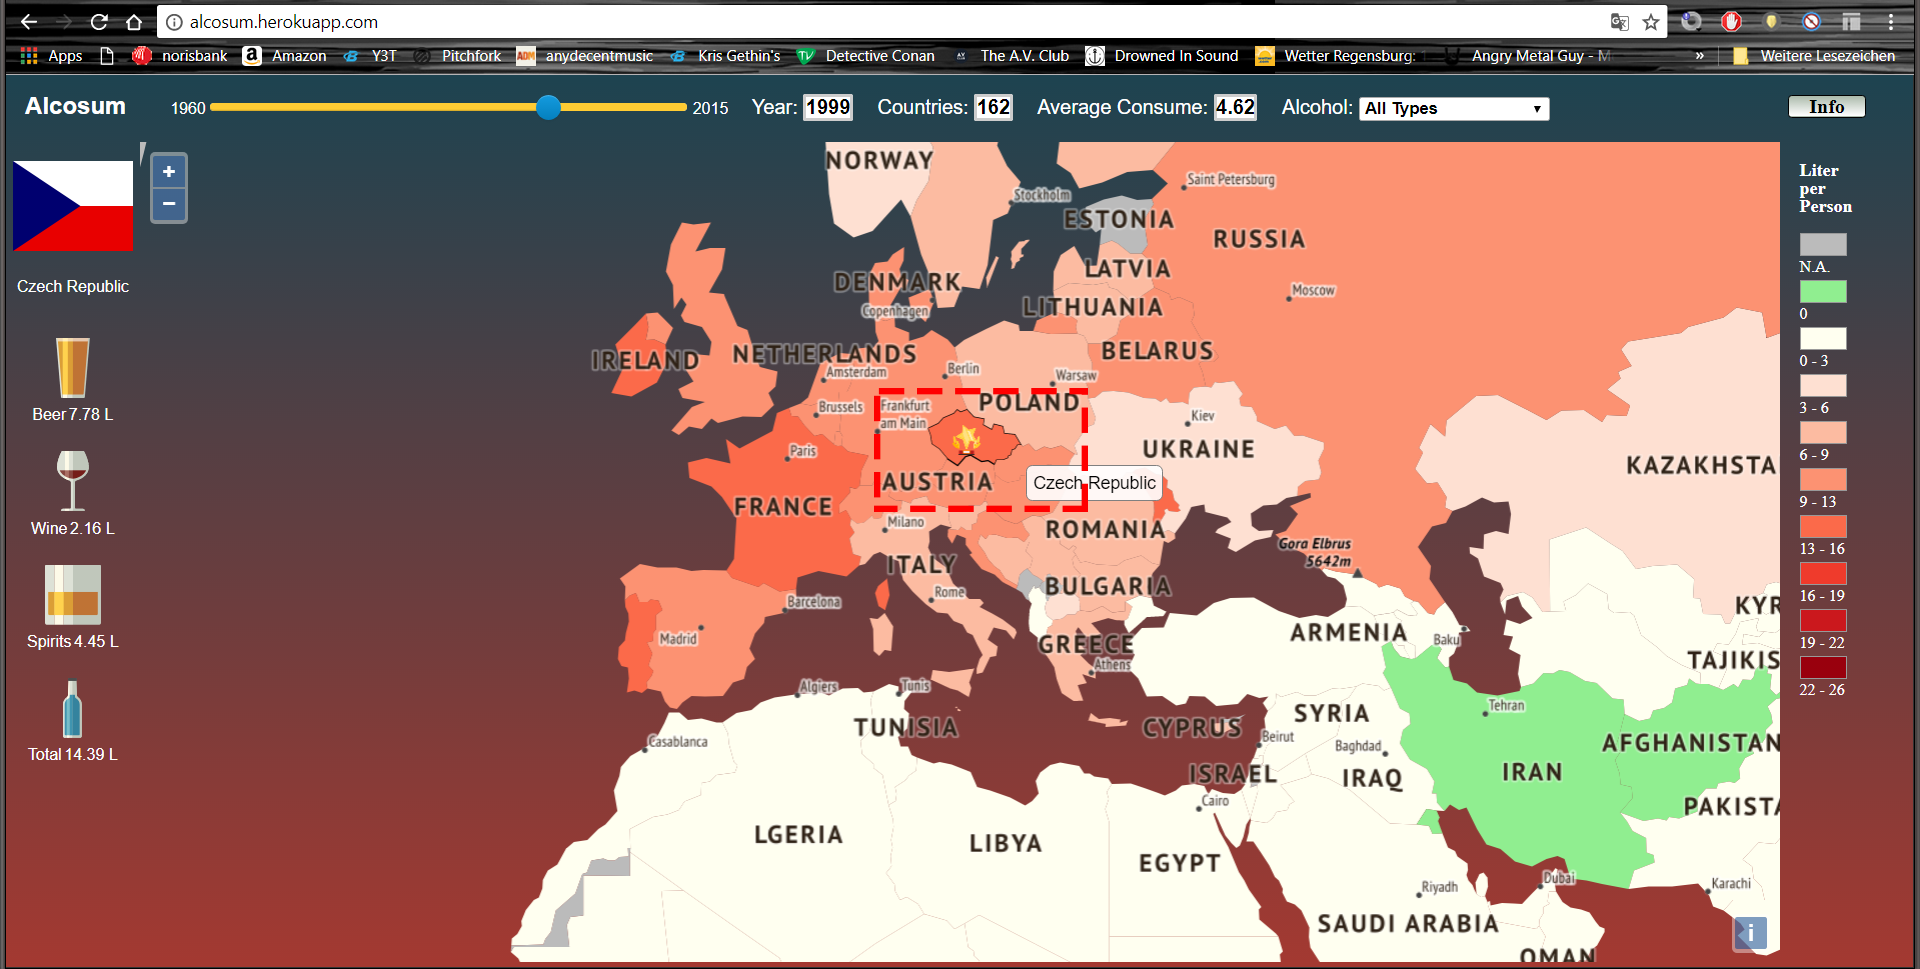 alcosum.herokuapp.com
Apps
norisbank
Amazon
Y3T
Pitchfork
anydecentmusic
Kris Gethin's
Detective Conan
The A.V. Club
Drowned In Sound
Wetter Regensburg:
Angry Metal Guy - M
»
Weitere Lesezeichen
Alcosum
1960
2015
Year: 1999
Countries: 162
Average Consume: 4.62
Alcohol: All Types
Info
Czech Republic
Beer 7.78 L
Wine 2.16 L
Spirits 4.45 L
Total 14.39 L
+
−
NORWAY
Stockholm
Saint Petersburg
ESTONIA
RUSSIA
LATVIA
DENMARK
Moscow
LITHUANIA
Copenhagen
IRELAND
NETHERLANDS
BELARUS
Amsterdam
Berlin
Warsaw
Brussels
Frankfurt
am Main
POLAND
Kiev
Paris
UKRAINE
KAZAKHSTA
AUSTRIA
Czech Republic
FRANCE
Milano
ROMANIA
Gora Elbrus
5642m
ITALY
BULGARIA
Rome
Barcelona
KYR
Madrid
GREECE
ARMENIA
Baku
Athens
TAJIKIS
Algiers
Tunis
Tehran
TUNISIA
CYPRUS
SYRIA
Casablanca
Beirut
Baghdad
AFGHANISTAN
ISRAEL
IRAQ
IRAN
Cairo
PAKISTA
LGERIA
LIBYA
EGYPT
Riyadh
Dubai
Karachi
SAUDI ARABIA
OMAN
i
Liter
per
Person
N.A.
0
0 - 3
3 - 6
6 - 9
9 - 13
13 - 16
16 - 19
19 - 22
22 - 26